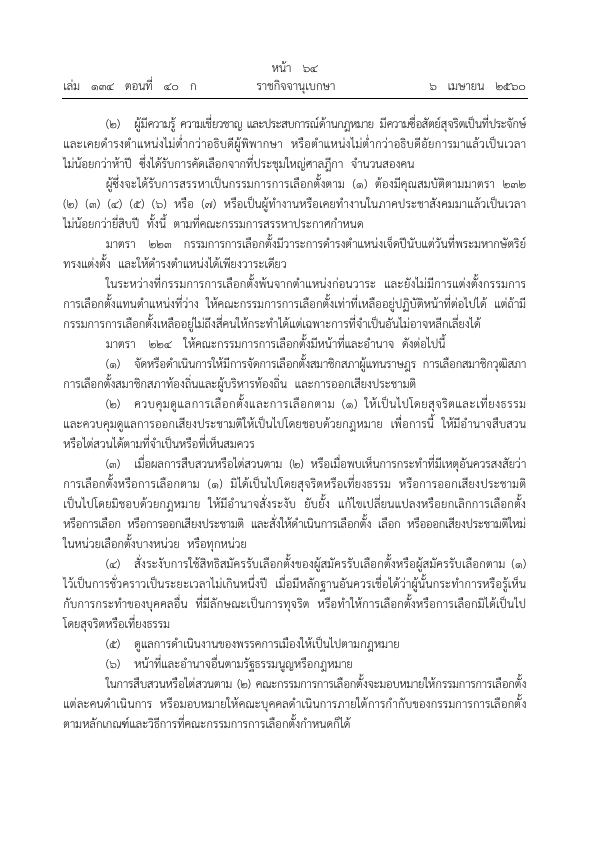 หน้า ๖๔
เล่ม ๑๓๔ ตอนที่ ๔๐ ก ราชกิจจานุเบกษา ๖ เมษายน ๒๕๖๐
(๒) ผู้มีความรู้ ความเชี่ยวชาญ และประสบการณ์ด้านกฎหมาย มีความซื่อสัตย์สุจริตเป็นที่ประจักษ์
และเคยดำรงตำแหน่งไม่ต่ำกว่าอธิบดีผู้พิพากษา หรือตำแหน่งไม่ต่ำกว่าอธิบดีอัยการมาแล้วเป็นเวลา
ไม่น้อยกว่าห้าปี ซึ่งได้รับการคัดเลือกจากที่ประชุมใหญ่ศาลฎีกา จำนวนสองคน
ผู้ซึ่งจะได้รับการสรรหาเป็นกรรมการการเลือกตั้งตาม (๑) ต้องมีคุณสมบัติตามมาตรา ๒๓๒
(๒) (๓) (๔) (๕) (๖) หรือ (๗) หรือเป็นผู้ทำงานหรือเคยทำงานในภาคประชาสังคมมาแล้วเป็นเวลา
ไม่น้อยกว่ายี่สิบปี ทั้งนี้ ตามที่คณะกรรมการสรรหาประกาศกำหนด
มาตรา ๒๒๓ กรรมการการเลือกตั้งมีวาระการดำรงตำแหน่งเจ็ดปีนับแต่วันที่พระมหากษัตริย์
ทรงแต่งตั้ง และให้ดำรงตำแหน่งได้เพียงวาระเดียว
ในระหว่างที่กรรมการการเลือกตั้งพ้นจากตำแหน่งก่อนวาระ และยังไม่มีการแต่งตั้งกรรมการ
การเลือกตั้งแทนตำแหน่งที่ว่าง ให้คณะกรรมการการเลือกตั้งเท่าที่เหลืออยู่ปฏิบัติหน้าที่ต่อไปได้ แต่ถ้ามี
กรรมการการเลือกตั้งเหลืออยู่ไม่ถึงสี่คนให้กระทำได้แต่เฉพาะการที่จำเป็นอันไม่อาจหลีกเลี่ยงได้
มาตรา ๒๒๔ ให้คณะกรรมการการเลือกตั้งมีหน้าที่และอำนาจ ดังต่อไปนี้
(๑) จัดหรือดำเนินการให้มีการจัดการเลือกตั้งสมาชิกสภาผู้แทนราษฎร การเลือกสมาชิกวุฒิสภา
การเลือกตั้งสมาชิกสภาท้องถิ่นและผู้บริหารท้องถิ่น และการออกเสียงประชามติ
(๒) ควบคุมดูแลการเลือกตั้งและการเลือกตาม (๑) ให้เป็นไปโดยสุจริตและเที่ยงธรรม
และควบคุมดูแลการออกเสียงประชามติให้เป็นไปโดยชอบด้วยกฎหมาย เพื่อการนี้ ให้มีอำนาจสืบสวน
หรือไต่สวนได้ตามที่จำเป็นหรือที่เห็นสมควร
(๓) เมื่อผลการสืบสวนหรือไต่สวนตาม (๒) หรือเมื่อพบเห็นการกระทำที่มีเหตุอันควรสงสัยว่า
การเลือกตั้งหรือการเลือกตาม (๑) มิได้เป็นไปโดยสุจริตหรือเที่ยงธรรม หรือการออกเสียงประชามติ
เป็นไปโดยมิชอบด้วยกฎหมาย ให้มีอำนาจสั่งระงับ ยับยั้ง แก้ไขเปลี่ยนแปลงหรือยกเลิกการเลือกตั้ง
หรือการเลือก หรือการออกเสียงประชามติ และสั่งให้ดำเนินการเลือกตั้ง เลือก หรือออกเสียงประชามติใหม่
ในหน่วยเลือกตั้งบางหน่วย หรือทุกหน่วย
(๔) สั่งระงับการใช้สิทธิสมัครรับเลือกตั้งของผู้สมัครรับเลือกตั้งหรือผู้สมัครรับเลือกตาม (๑)
ไว้เป็นการชั่วคราวเป็นระยะเวลาไม่เกินหนึ่งปี เมื่อมีหลักฐานอันควรเชื่อได้ว่าผู้นั้นกระทำการหรือรู้เห็น
กับการกระทำของบุคคลอื่น ที่มีลักษณะเป็นการทุจริต หรือทำให้การเลือกตั้งหรือการเลือกมิได้เป็นไป
โดยสุจริตหรือเที่ยงธรรม
(๕) ดูแลการดำเนินงานของพรรคการเมืองให้เป็นไปตามกฎหมาย
(๖) หน้าที่และอำนาจอื่นตามรัฐธรรมนูญหรือกฎหมาย
ในการสืบสวนหรือไต่สวนตาม (๒) คณะกรรมการการเลือกตั้งจะมอบหมายให้กรรมการการเลือกตั้ง
แต่ละคนดำเนินการ หรือมอบหมายให้คณะบุคคลดำเนินการภายใต้การกำกับของกรรมการการเลือกตั้ง
ตามหลักเกณฑ์และวิธีการที่คณะกรรมการการเลือกตั้งกำหนดก็ได้